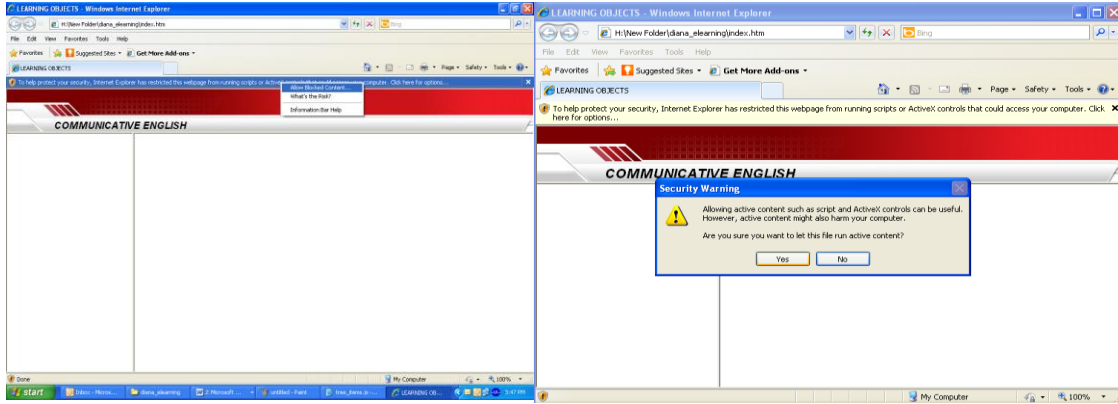 LEARNING OBJECTS - Windows Internet Explorer
H:\New Folder\diana_elearning\index.htm
Bing
File Edit View Favorites Tools Help
Favorites Suggested Sites Get More Add-ons
LEARNING OBJECTS
Page Safety Tools
To help protect your security, Internet Explorer has restricted this webpage from running scripts or computer. Click here for options...
Allow Blocked Content...
What's the Risk?
Information Bar Help
COMMUNICATIVE ENGLISH
Done My Computer 100%
start Inbox - Micros... diana_elearning 2 Microsoft ... untitled - Paint tree_items.js - ... LEARNING OB... 5:47 PM
LEARNING OBJECTS - Windows Internet Explorer
H:\New Folder\diana_elearning\index.htm
Bing
File Edit View Favorites Tools Help
Favorites Suggested Sites Get More Add-ons
LEARNING OBJECTS
Page Safety Tools
To help protect your security, Internet Explorer has restricted this webpage from running scripts or ActiveX controls that could access your computer. Click
here for options...
COMMUNICATIVE ENGLISH
Security Warning
Allowing active content such as script and ActiveX controls can be useful.
However, active content might also harm your computer.
Are you sure you want to let this file run active content?
Yes No
My Computer 100%